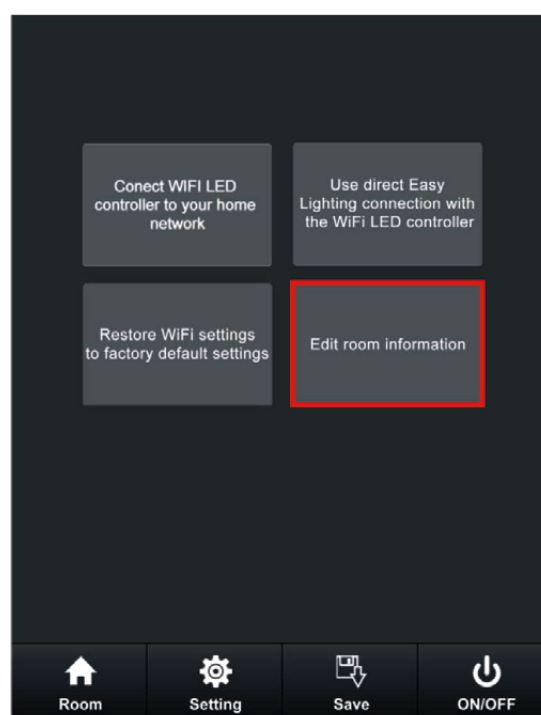 Conect WIFI LED
controller to your home
network
Use direct Easy
Lighting connection with
the WiFi LED controller
Restore WiFi settings
to factory default settings
Edit room information
Room
Setting
Save
ON/OFF